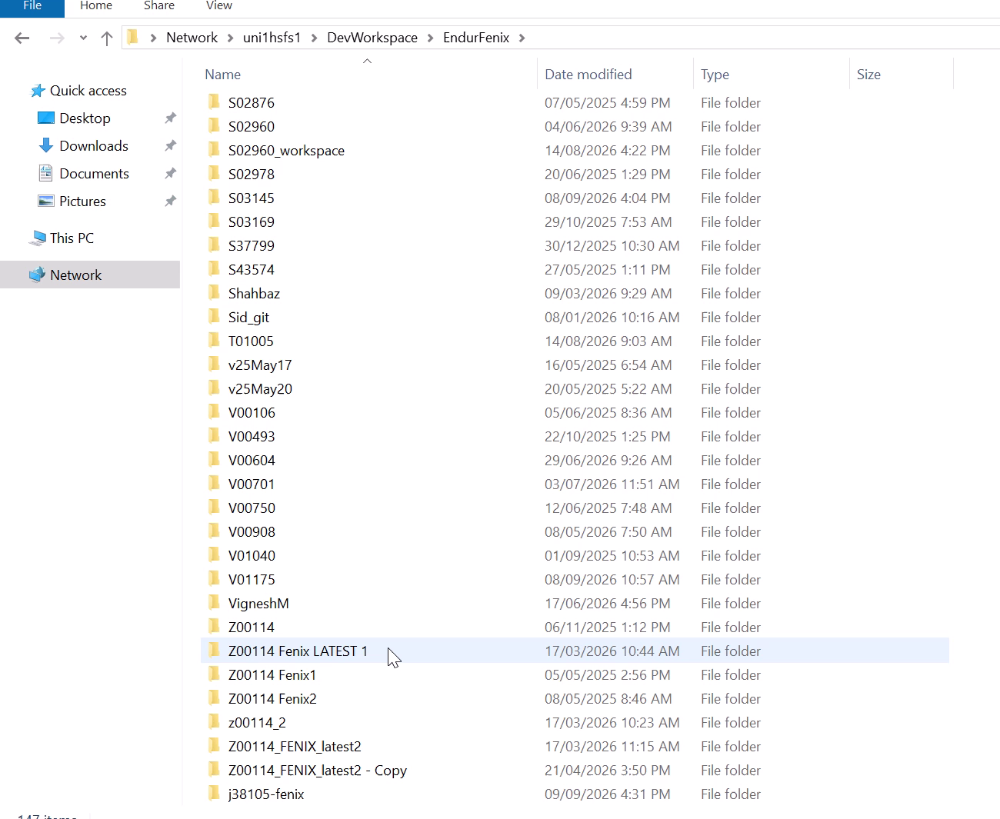 File Home Share View
Network uni1hsfs1 DevWorkspace EndurFenix
Name Date modified Type Size
Quick access
Desktop
Downloads
Documents
Pictures
This PC
Network
S02876 07/05/2025 4:59 PM File folder
S02960 04/06/2026 9:39 AM File folder
S02960_workspace 14/08/2026 4:22 PM File folder
S02978 20/06/2025 1:29 PM File folder
S03145 08/09/2026 4:04 PM File folder
S03169 29/10/2025 7:53 AM File folder
S37799 30/12/2025 10:30 AM File folder
S43574 27/05/2025 1:11 PM File folder
Shahbaz 09/03/2026 9:29 AM File folder
Sid_git 08/01/2026 10:16 AM File folder
T01005 14/08/2026 9:03 AM File folder
v25May17 16/05/2025 6:54 AM File folder
v25May20 20/05/2025 5:22 AM File folder
V00106 05/06/2025 8:36 AM File folder
V00493 22/10/2025 1:25 PM File folder
V00604 29/06/2026 9:26 AM File folder
V00701 03/07/2026 11:51 AM File folder
V00750 12/06/2025 7:48 AM File folder
V00908 08/05/2026 7:50 AM File folder
V01040 01/09/2025 10:53 AM File folder
V01175 08/09/2026 10:57 AM File folder
VigneshM 17/06/2026 4:56 PM File folder
Z00114 06/11/2025 1:12 PM File folder
Z00114 Fenix LATEST 1 17/03/2026 10:44 AM File folder
Z00114 Fenix1 05/05/2025 2:56 PM File folder
Z00114 Fenix2 08/05/2025 8:46 AM File folder
z00114_2 17/03/2026 10:23 AM File folder
Z00114_FENIX_latest2 17/03/2026 11:15 AM File folder
Z00114_FENIX_latest2 - Copy 21/04/2026 3:50 PM File folder
j38105-fenix 09/09/2026 4:31 PM File folder
147 items